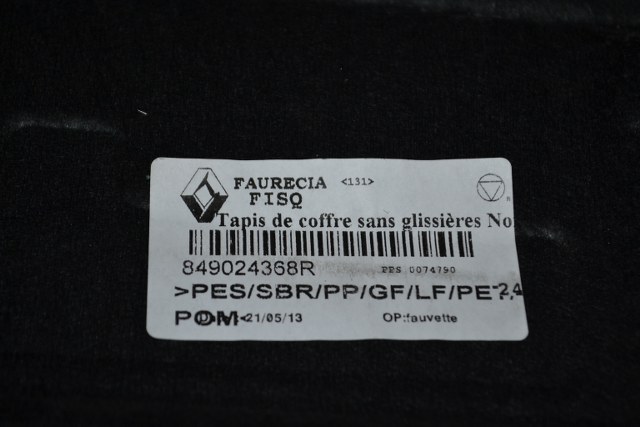 FAURECIA <131>
FISQ
Tapis de coffre sans glissières No
849024368R PPS 0074790
>PES/SBR/PP/GF/LF/PE
POM< 21/05/13 OP:fauvette